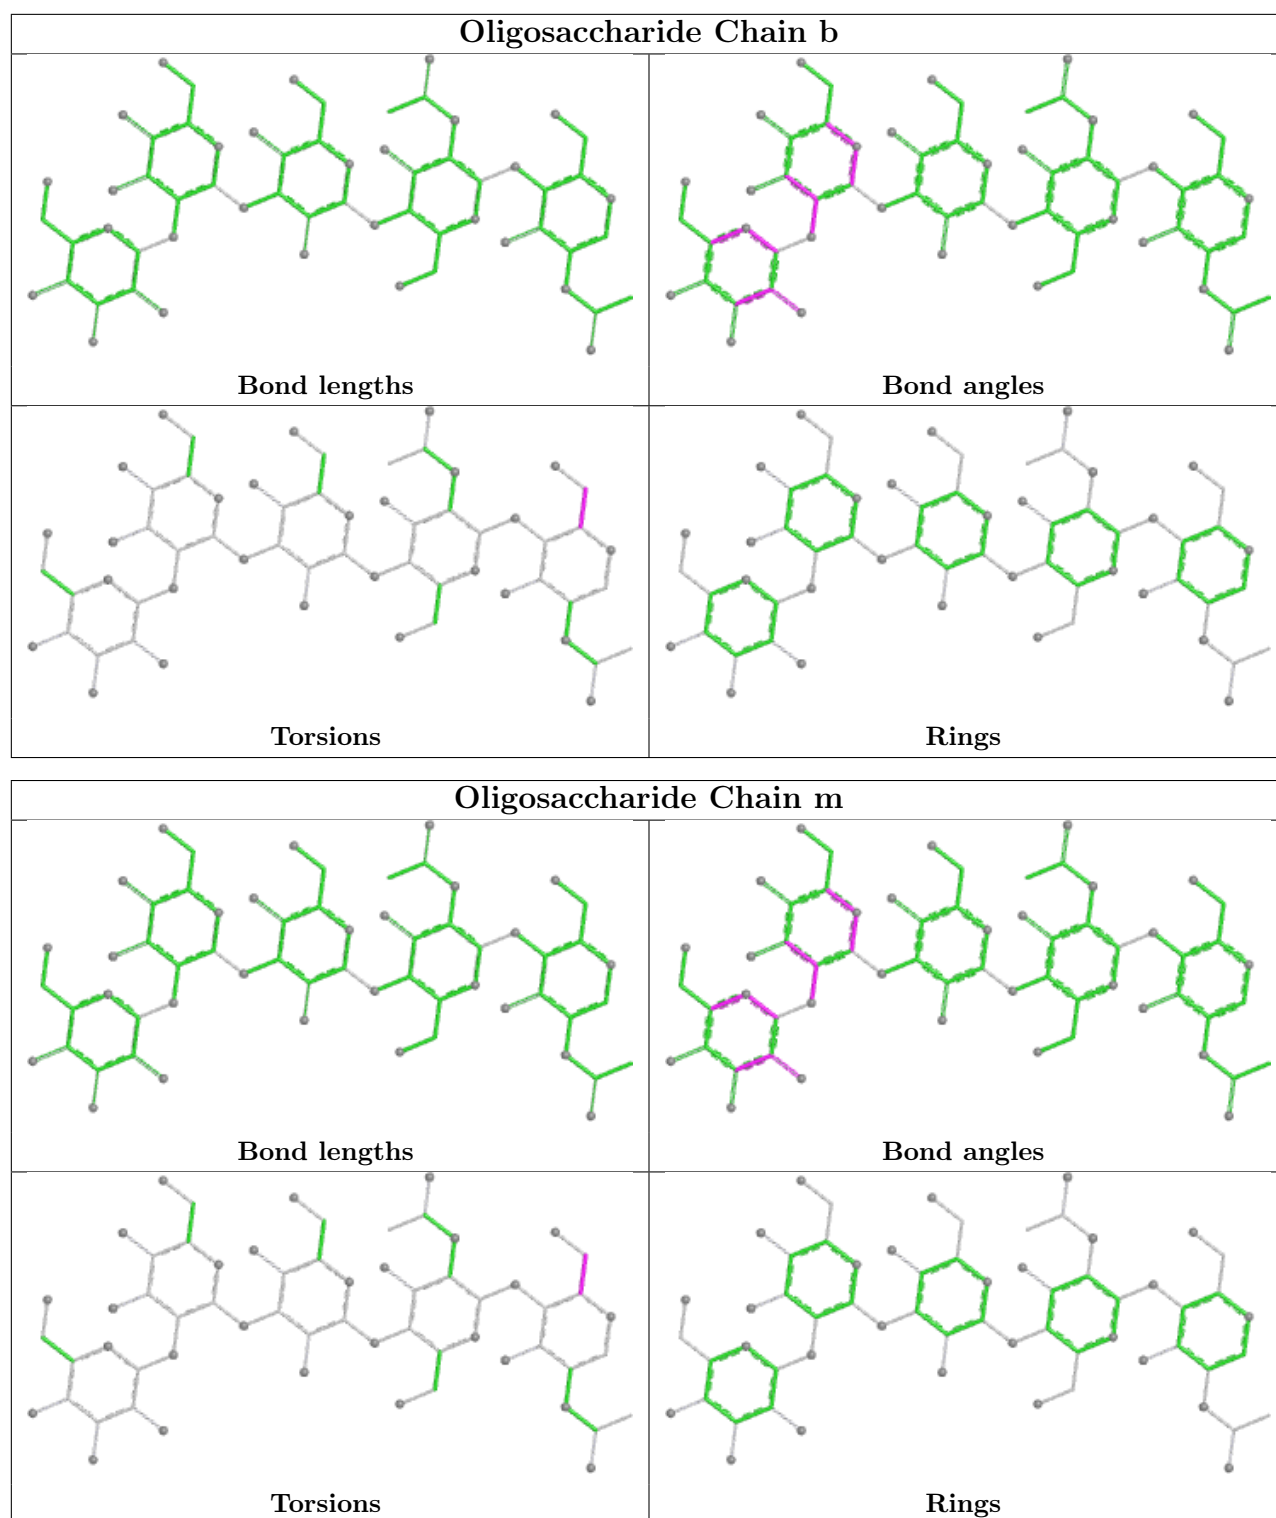 Oligosaccharide Chain b
Bond lengths
Bond angles
Torsions
Rings
Oligosaccharide Chain m
Bond lengths
Bond angles
Torsions
Rings